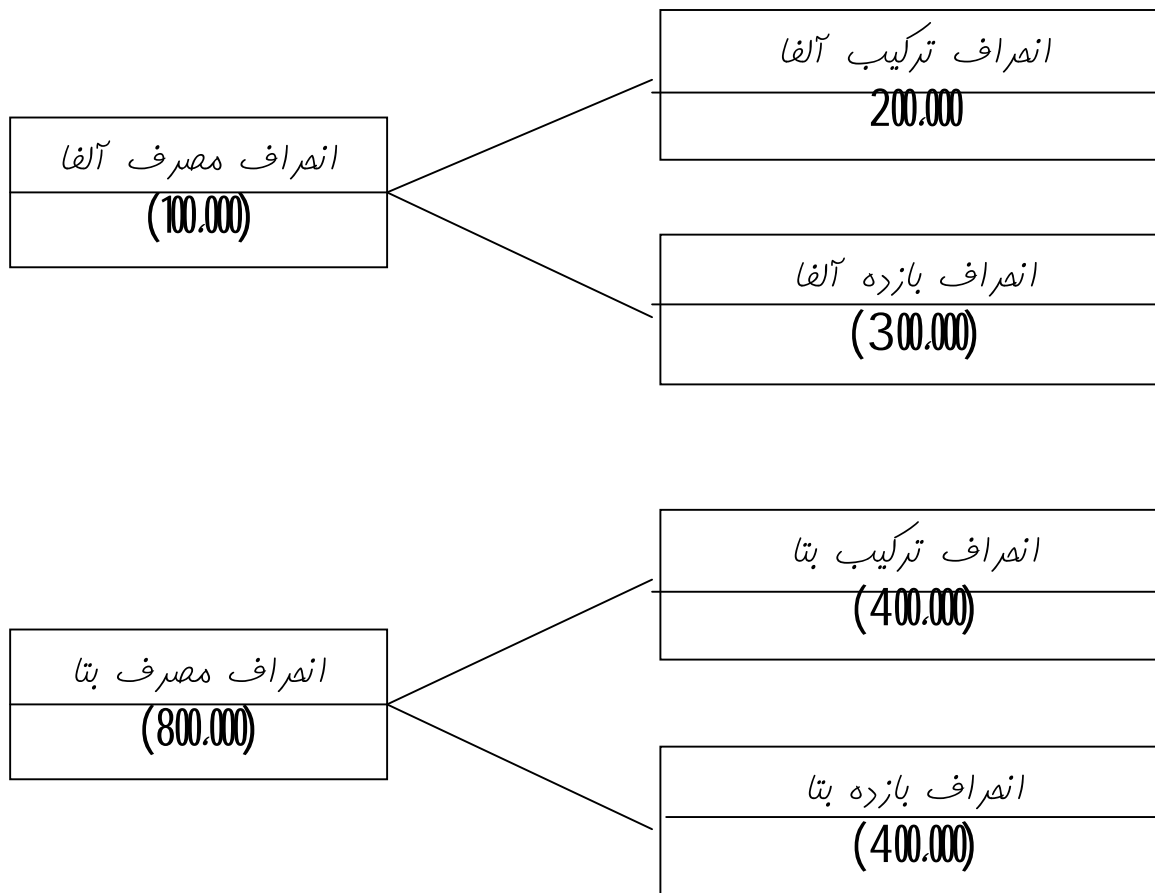 انحراف ترکیب آلفا
200.000
انحراف مصرف آلفا
(100.000)
انحراف بازده آلفا
(300.000)
انحراف ترکیب بتا
(400.000)
انحراف مصرف بتا
(800.000)
انحراف بازده بتا
(400.000)